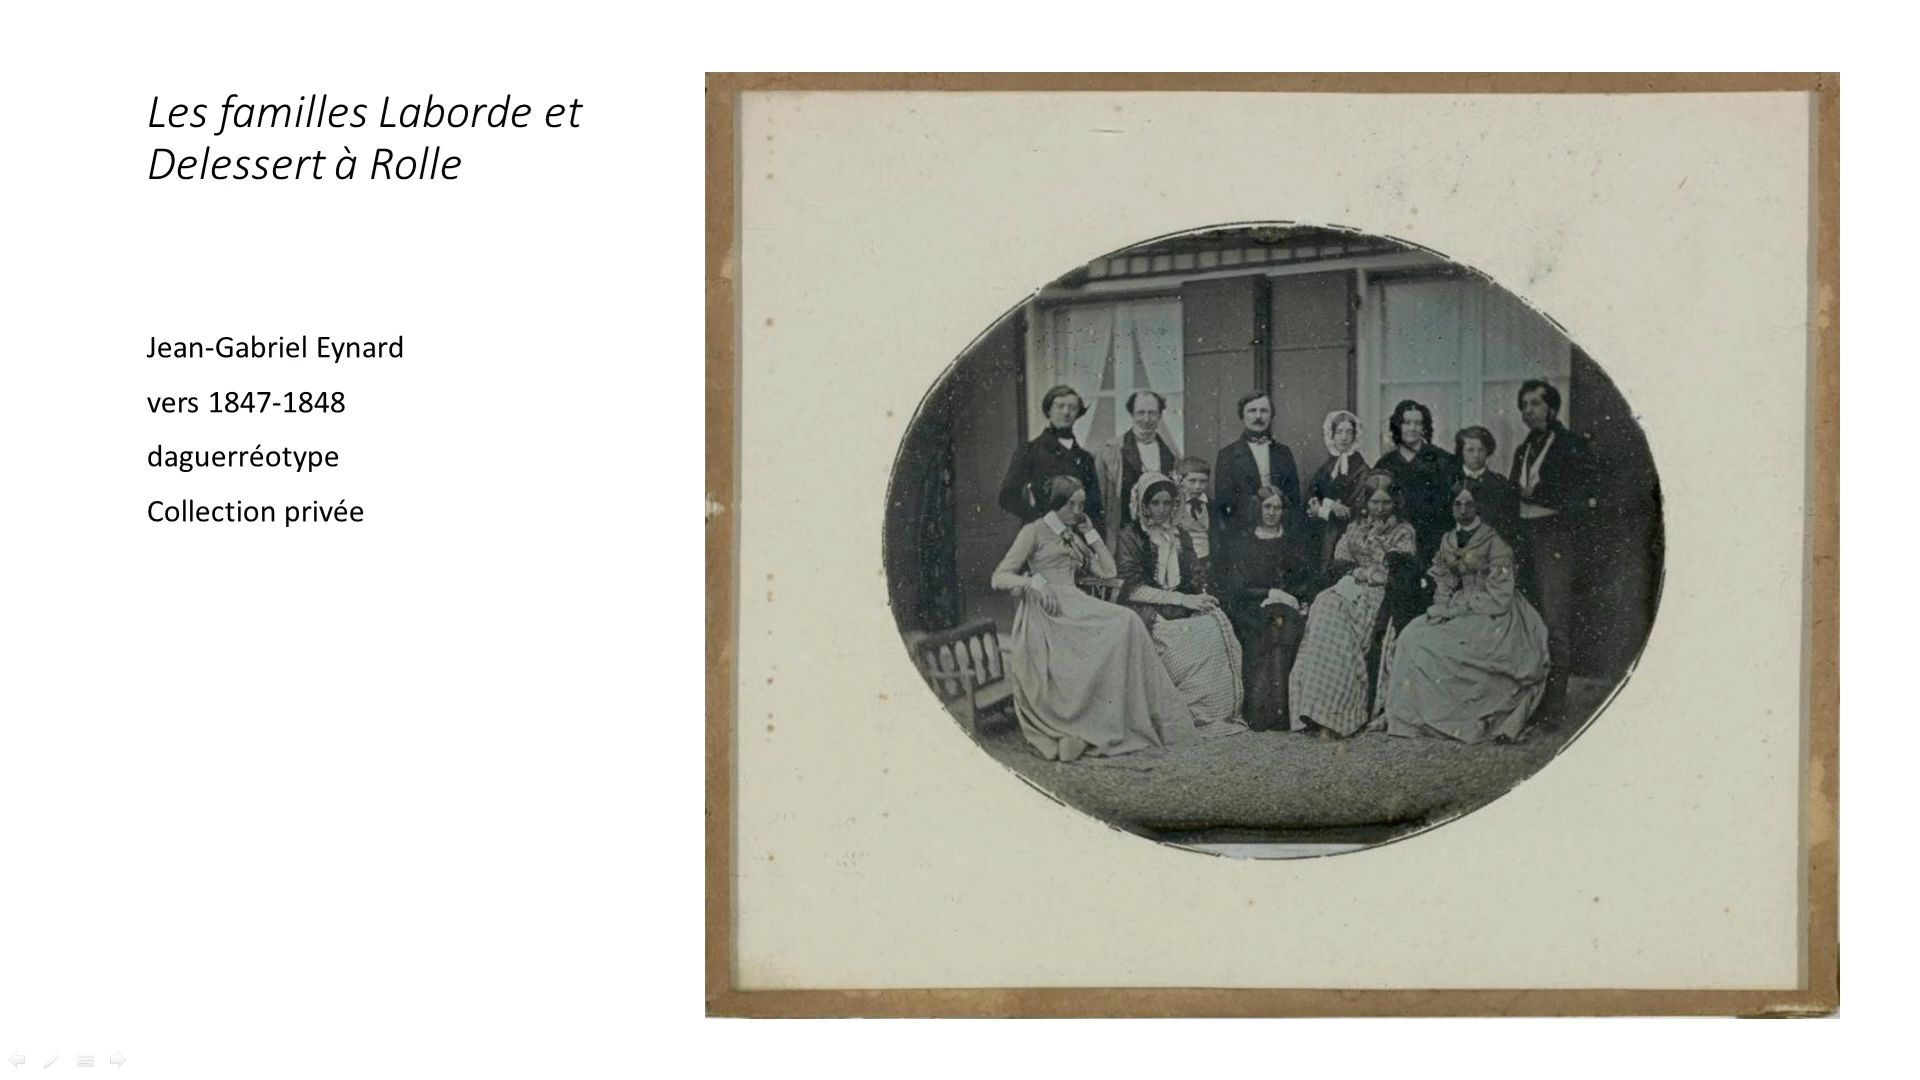 Les familles Laborde et
Delessert à Rolle
Jean-Gabriel Eynard
vers 1847-1848
daguerréotype
Collection privée